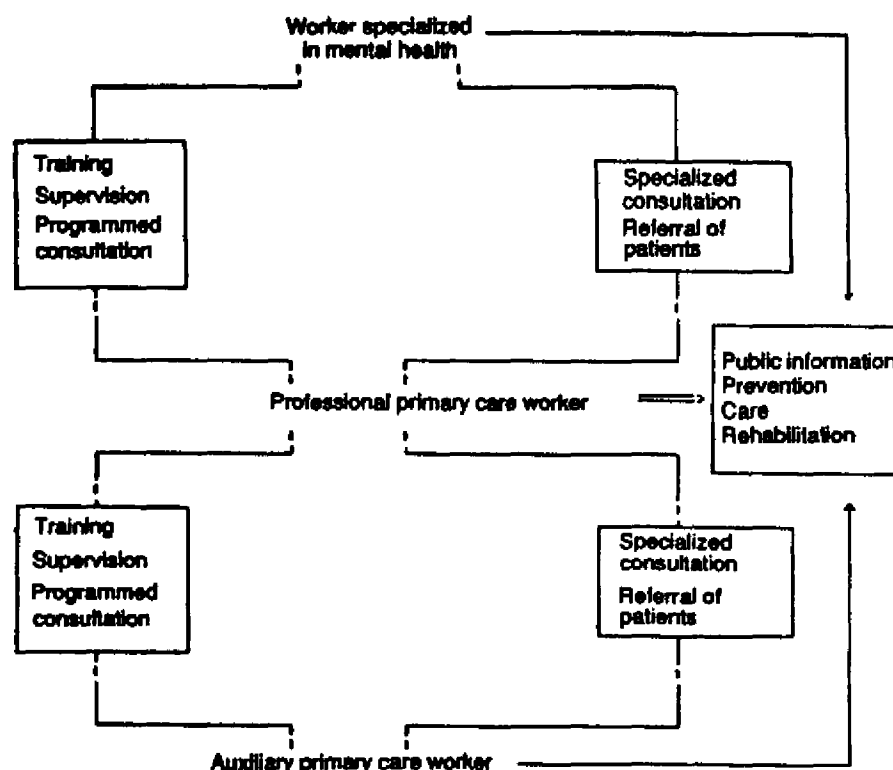 Worker specialized
in mental health
Training
Supervision
Programmed
consultation
Specialized
consultation
Referral of
patients
Public information
Prevention
Care
Rehabilitation
Professional primary care worker
Training
Supervision
Programmed
consultation
Specialized
consultation
Referral of
patients
Auxiliary primary care worker